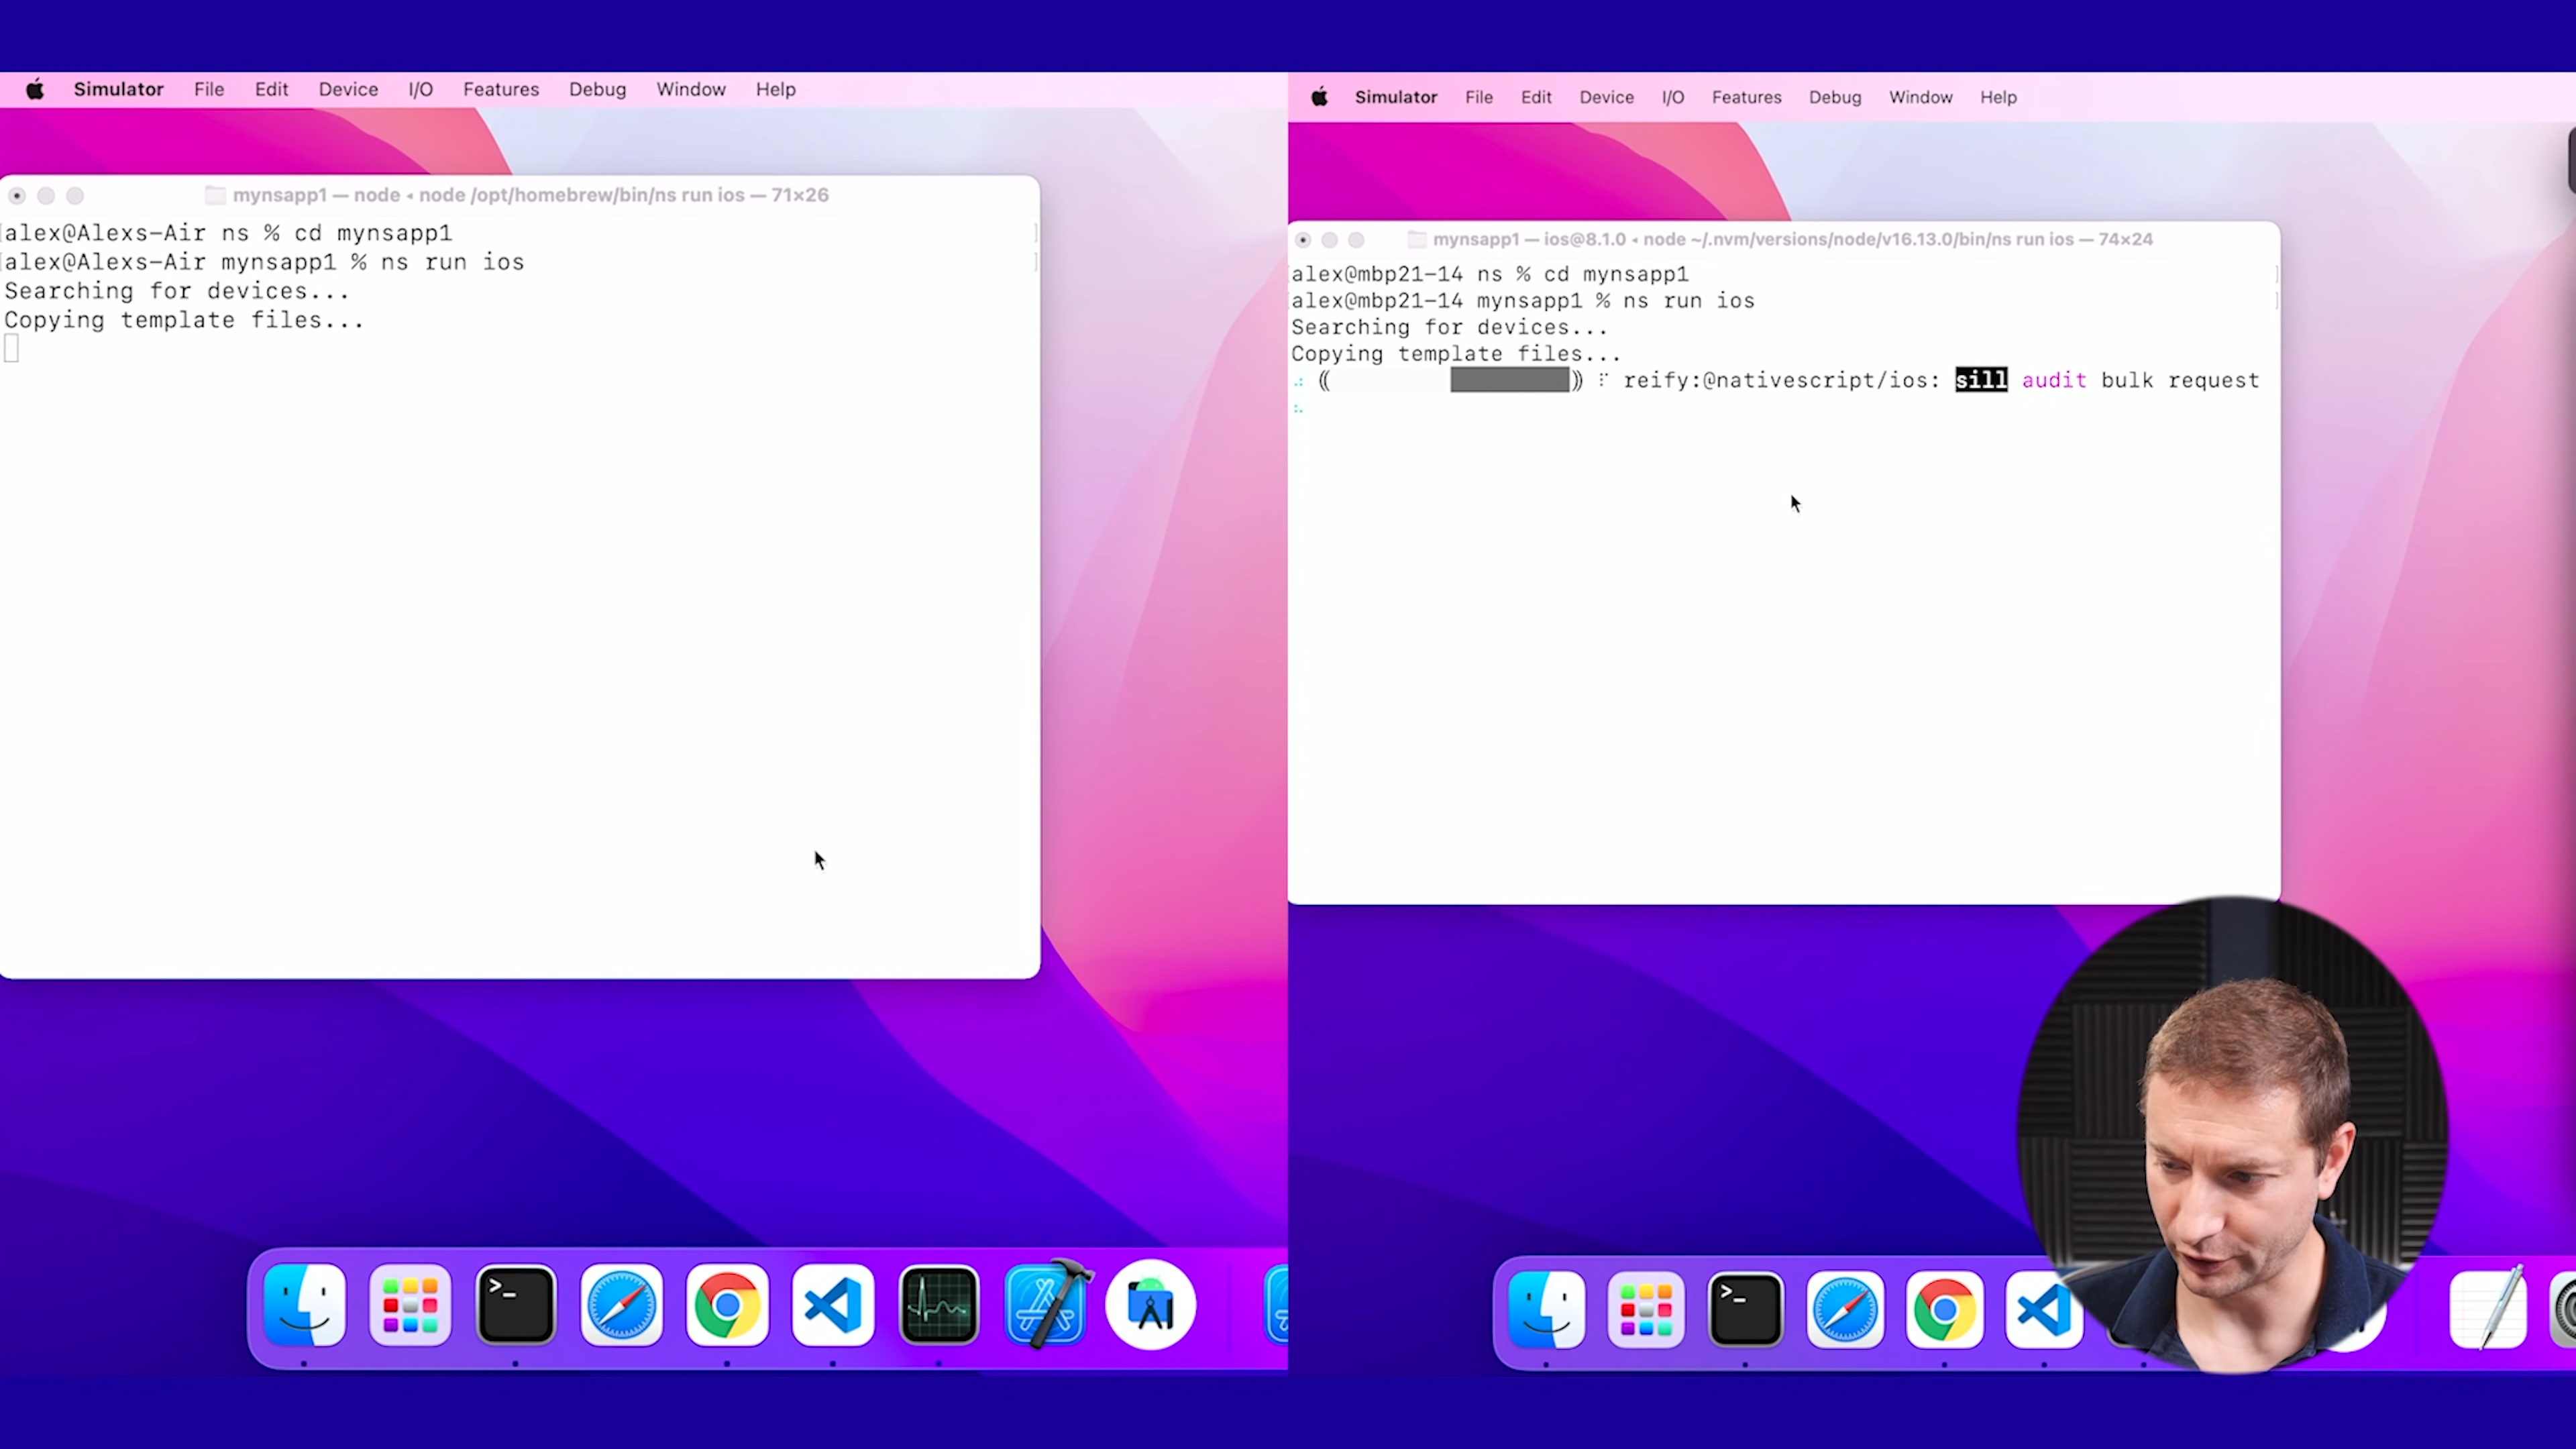 Simulator File Edit Device I/O Features Debug Window Help
mynsapp1 — node ◂ node /opt/homebrew/bin/ns run ios — 71×26
alex@Alexs-Air ns % cd mynsapp1
alex@Alexs-Air mynsapp1 % ns run ios
Searching for devices...
Copying template files...
Simulator File Edit Device I/O Features Debug Window Help
mynsapp1 — ios@8.1.0 ◂ node ~/.nvm/versions/node/v16.13.0/bin/ns run ios — 74×24
alex@mbp21-14 ns % cd mynsapp1
alex@mbp21-14 mynsapp1 % ns run ios
Searching for devices...
Copying template files...
⸨ ⸩ ⠋ reify:@nativescript/ios: sill audit bulk request